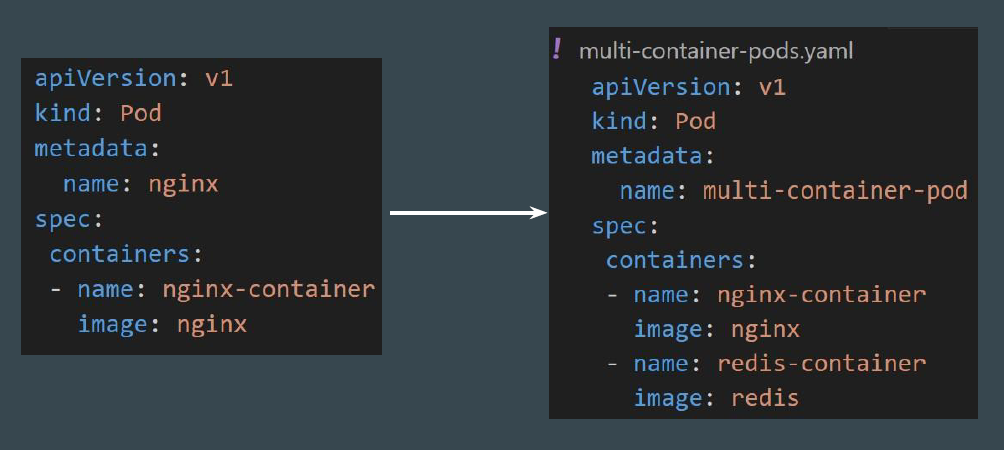 apiVersion: v1
kind: Pod
metadata:
  name: nginx
spec:
 containers:
 - name: nginx-container
   image: nginx
! multi-container-pods.yaml
apiVersion: v1
kind: Pod
metadata:
  name: multi-container-pod
spec:
 containers:
 - name: nginx-container
   image: nginx
 - name: redis-container
   image: redis